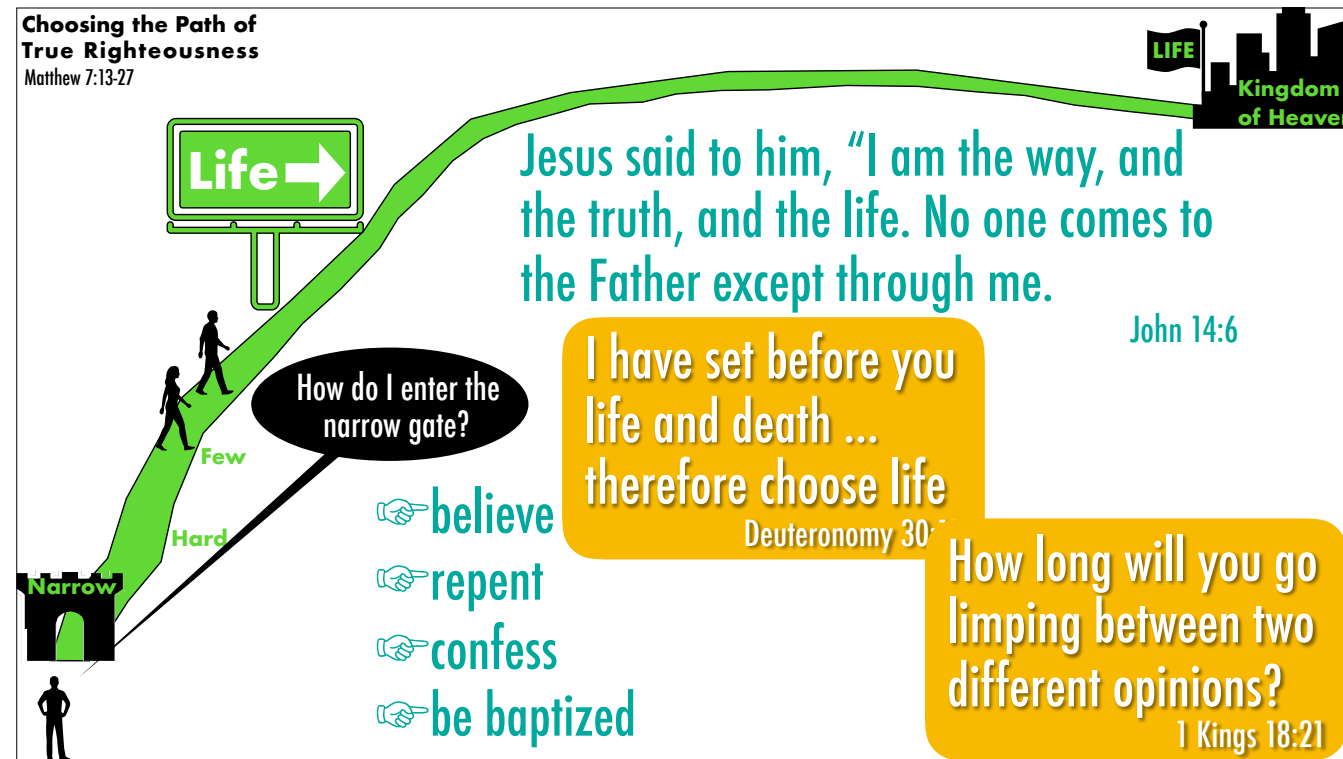 Choosing the Path of
True Righteousness
Matthew 7:13-27
LIFE
Kingdom
of
Life
Jesus said to him, “I am the way, and
the truth, and the life. No one comes to
the Father except through me.
John 14:6
I have set before you
life and death ...
therefore choose life
Deuteronomy
How do I enter the
narrow gate?
Few
Hard
Narrow
believe
repent
confess
be baptized
How long will you go
limping between two
different opinions?
1 Kings 18:21